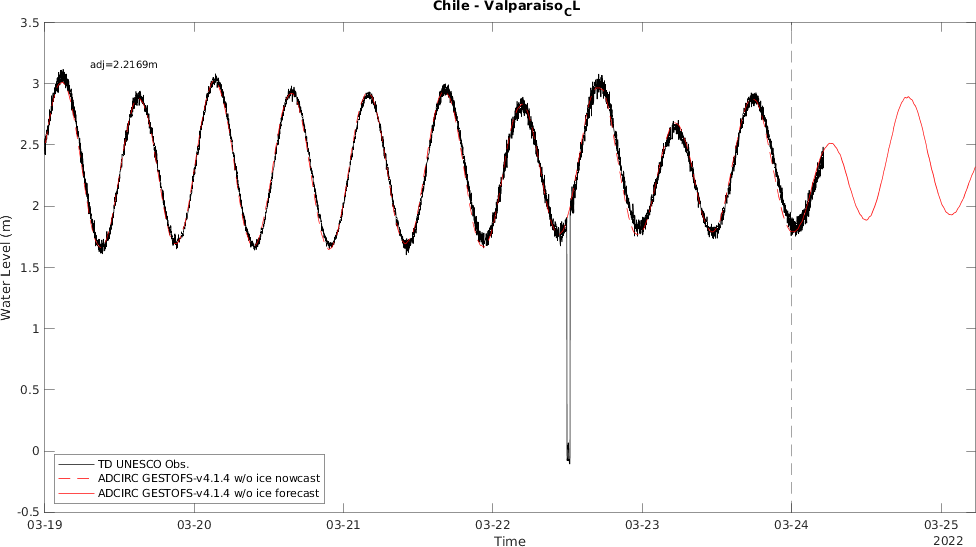 Chile - Valparaiso_CL
adj=2.2169m
3.5
3
2.5
2
1.5
1
0.5
0
-0.5
Water Level (m)
TD UNESCO Obs.
ADCIRC GESTOFS-v4.1.4 w/o ice nowcast
ADCIRC GESTOFS-v4.1.4 w/o ice forecast
03-19 03-20 03-21 03-22 03-23 03-24 03-25
Time 2022